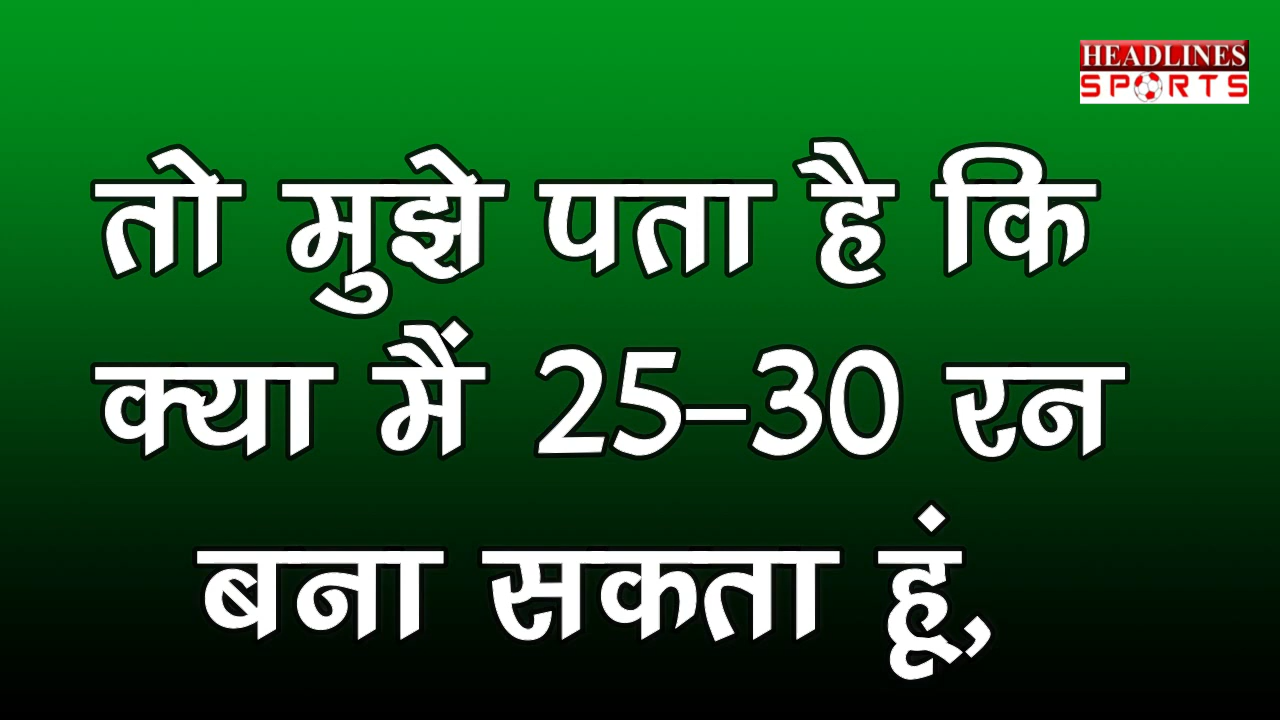 HEADLINES
SPORTS
तो मुझे पता है कि
क्या मैं 25-30 रन
बना सकता हूं,